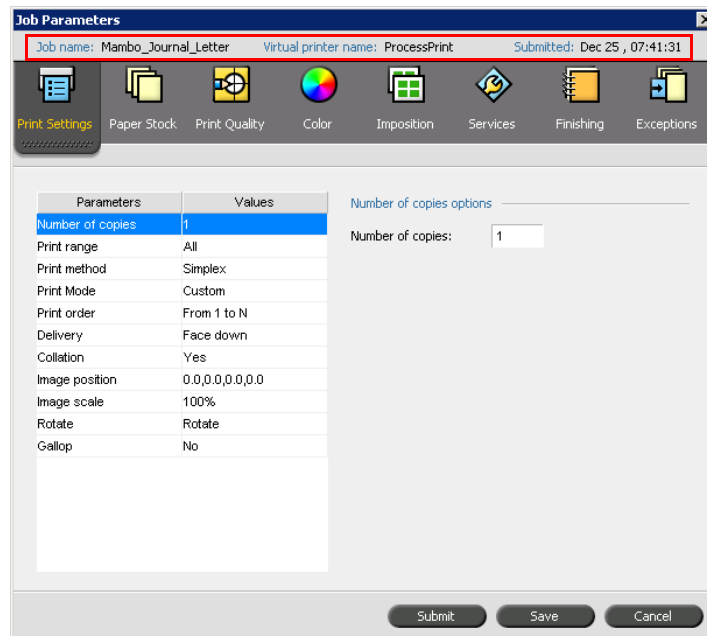 Job Parameters
Job name: Mambo_Journal_Letter Virtual printer name: ProcessPrint Submitted: Dec 25 , 07:41:31
Print Settings Paper Stock Print Quality Color Imposition Services Finishing Exceptions
Parameters Values
Number of copies 1
Print range All
Print method Simplex
Print Mode Custom
Print order From 1 to N
Delivery Face down
Collation Yes
Image position 0.0,0.0,0.0,0.0
Image scale 100%
Rotate Rotate
Gallop No
Number of copies options
Number of copies: 1
Submit Save Cancel